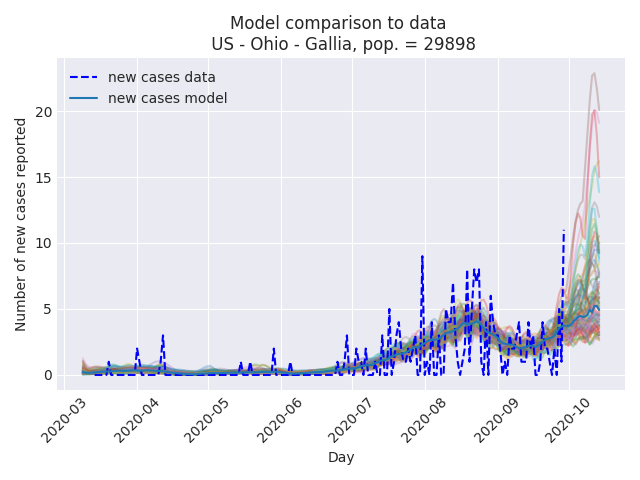 Model comparison to data
US - Ohio - Gallia, pop. = 29898
new cases data
new cases model
Number of new cases reported
20
15
10
5
0
2020-03
2020-04
2020-05
2020-06
2020-07
2020-08
2020-09
2020-10
Day